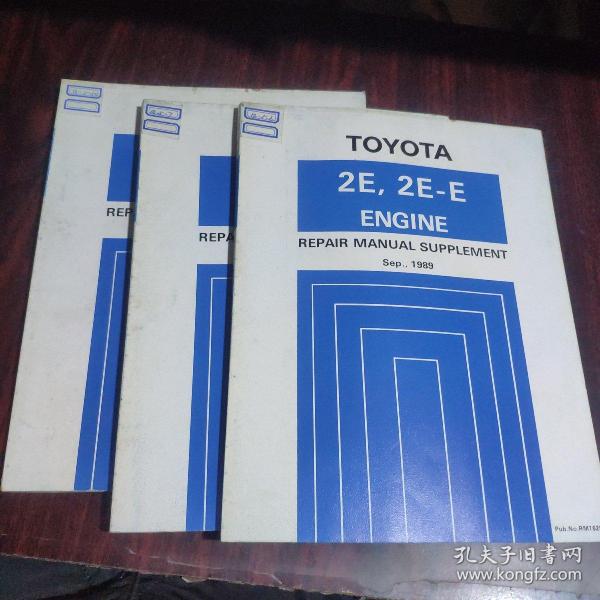 TOYOTA
2E, 2E-E
ENGINE
REPAIR MANUAL SUPPLEMENT
Sep., 1989
REP
REPA
孔夫子旧书网
www.kongfz.com